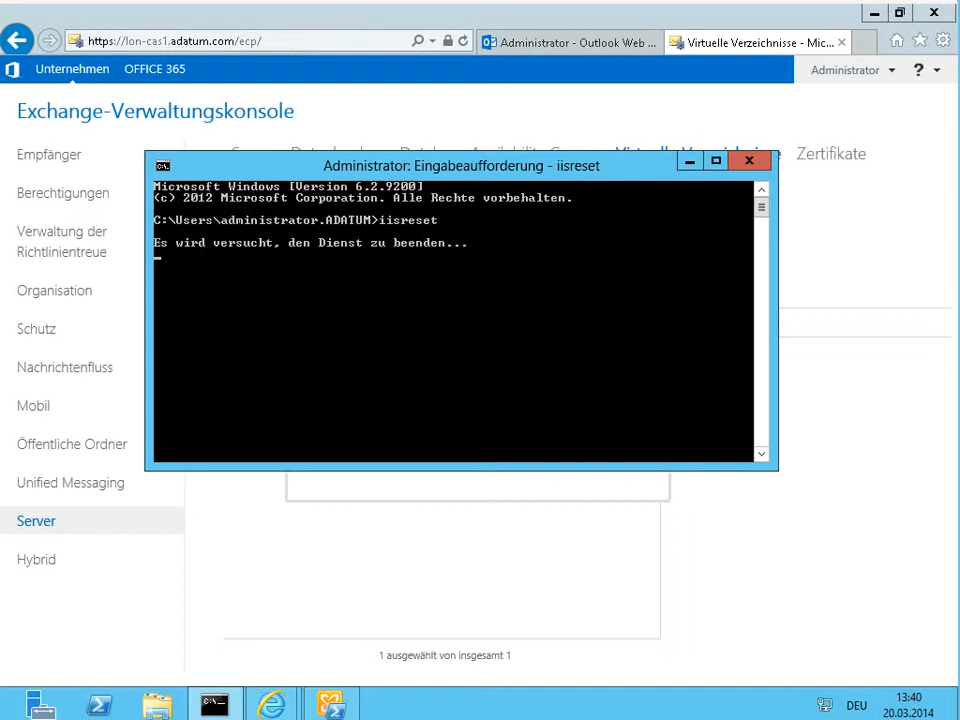 https://lon-cas1.adatum.com/ecp/
Administrator - Outlook Web ...
Virtuelle Verzeichnisse - Mic...
Unternehmen OFFICE 365
Administrator ?
Exchange-Verwaltungskonsole
Empfänger
Zertifikate
Administrator: Eingabeaufforderung - iisreset
Microsoft Windows [Version 6.2.9200]
(c) 2012 Microsoft Corporation. Alle Rechte vorbehalten.
C:\Users\administrator.ADATUM>iisreset
Es wird versucht, den Dienst zu beenden...
Berechtigungen
Verwaltung der
Richtlinientreue
Organisation
Schutz
Nachrichtenfluss
Mobil
Öffentliche Ordner
Unified Messaging
Server
Hybrid
1 ausgewählt von insgesamt 1
DEU
13:40
20.03.2014